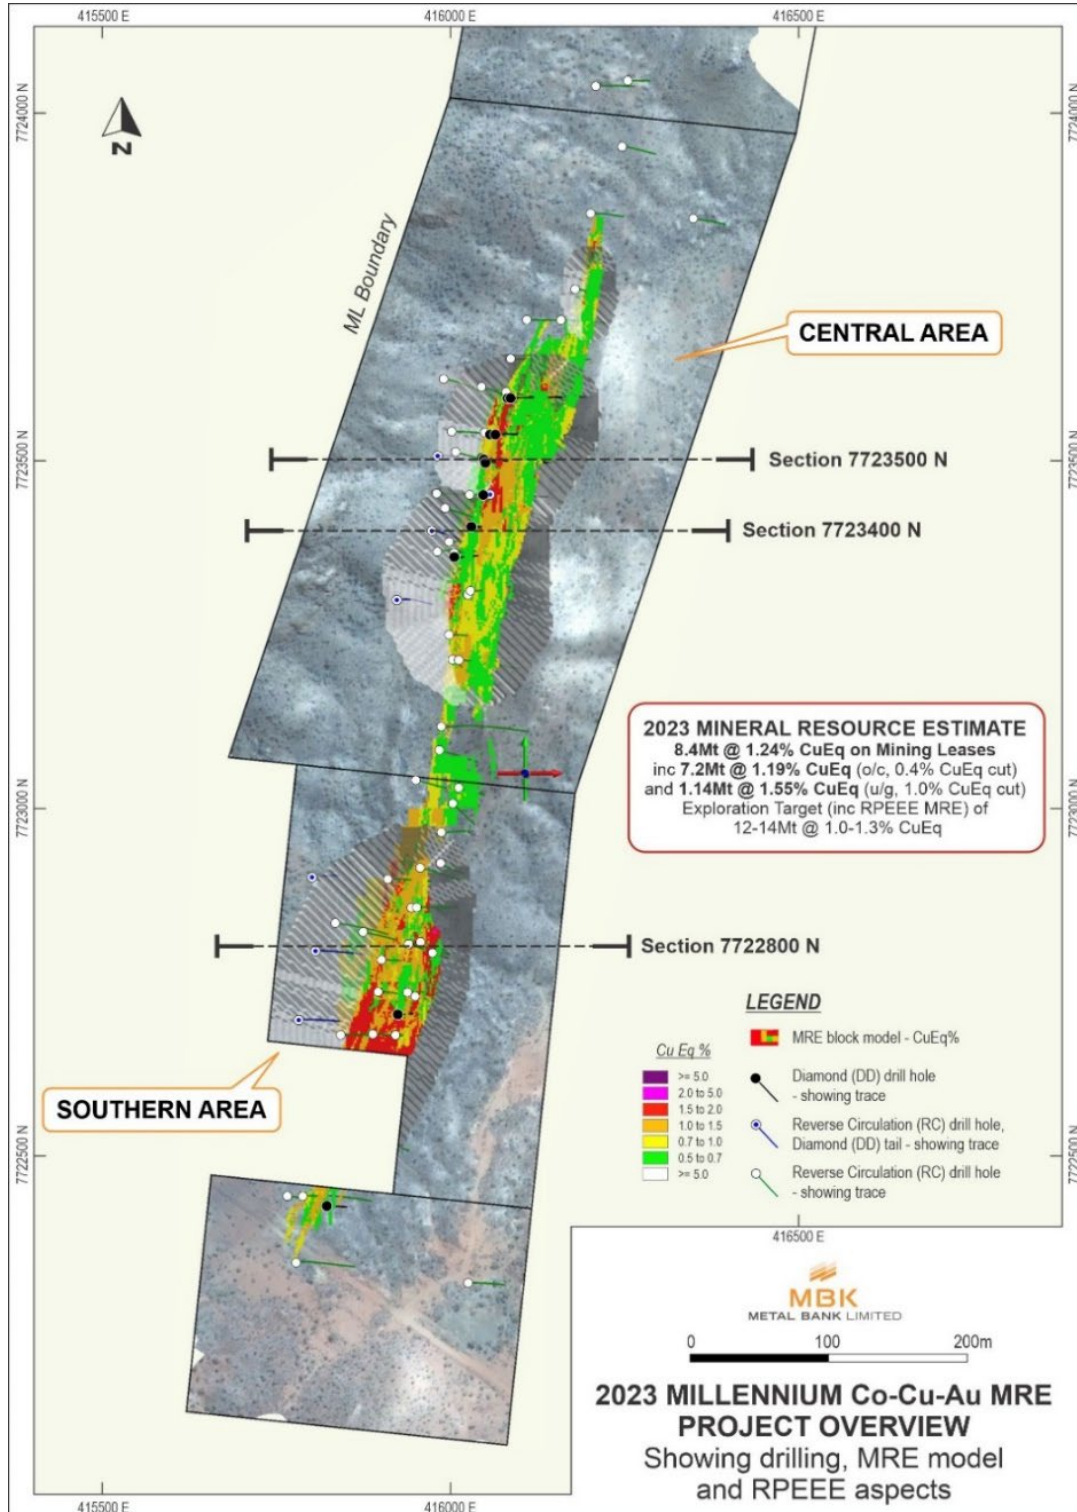 415500 E
416000 E
416500 E
7724000 N
7724000 N
N
ML Boundary
CENTRAL AREA
7723500 N
Section 7723500 N
7723500 N
Section 7723400 N
2023 MINERAL RESOURCE ESTIMATE
8.4Mt @ 1.24% CuEq on Mining Leases
inc 7.2Mt @ 1.19% CuEq (o/c, 0.4% CuEq cut)
and 1.14Mt @ 1.55% CuEq (u/g, 1.0% CuEq cut)
Exploration Target (inc RPEEE MRE) of
12-14Mt @ 1.0-1.3% CuEq
7723000 N
7723000 N
Section 7722800 N
SOUTHERN AREA
LEGEND
MRE block model - CuEq%
Diamond (DD) drill hole
- showing trace
Reverse Circulation (RC) drill hole,
Diamond (DD) tail - showing trace
Reverse Circulation (RC) drill hole
- showing trace
Cu Eq %
>= 5.0
2.0 to 5.0
1.5 to 2.0
1.0 to 1.5
0.7 to 1.0
0.5 to 0.7
>= 5.0
7722500 N
7722500 N
416500 E
MBK
METAL BANK LIMITED
0 100 200m
2023 MILLENNIUM Co-Cu-Au MRE
PROJECT OVERVIEW
Showing drilling, MRE model
and RPEEE aspects
415500 E
416000 E